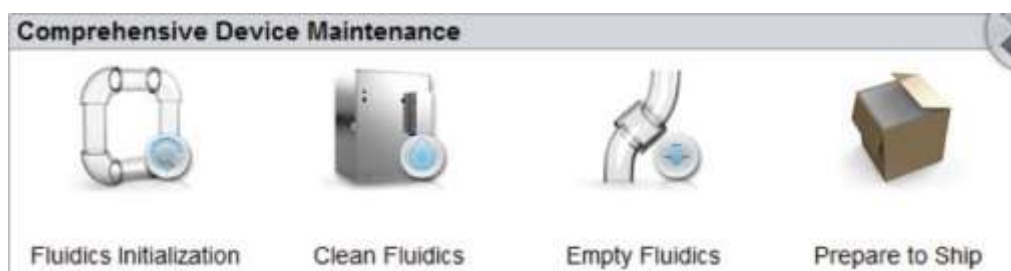 Comprehensive Device Maintenance
Fluidics Initialization Clean Fluidics Empty Fluidics Prepare to Ship